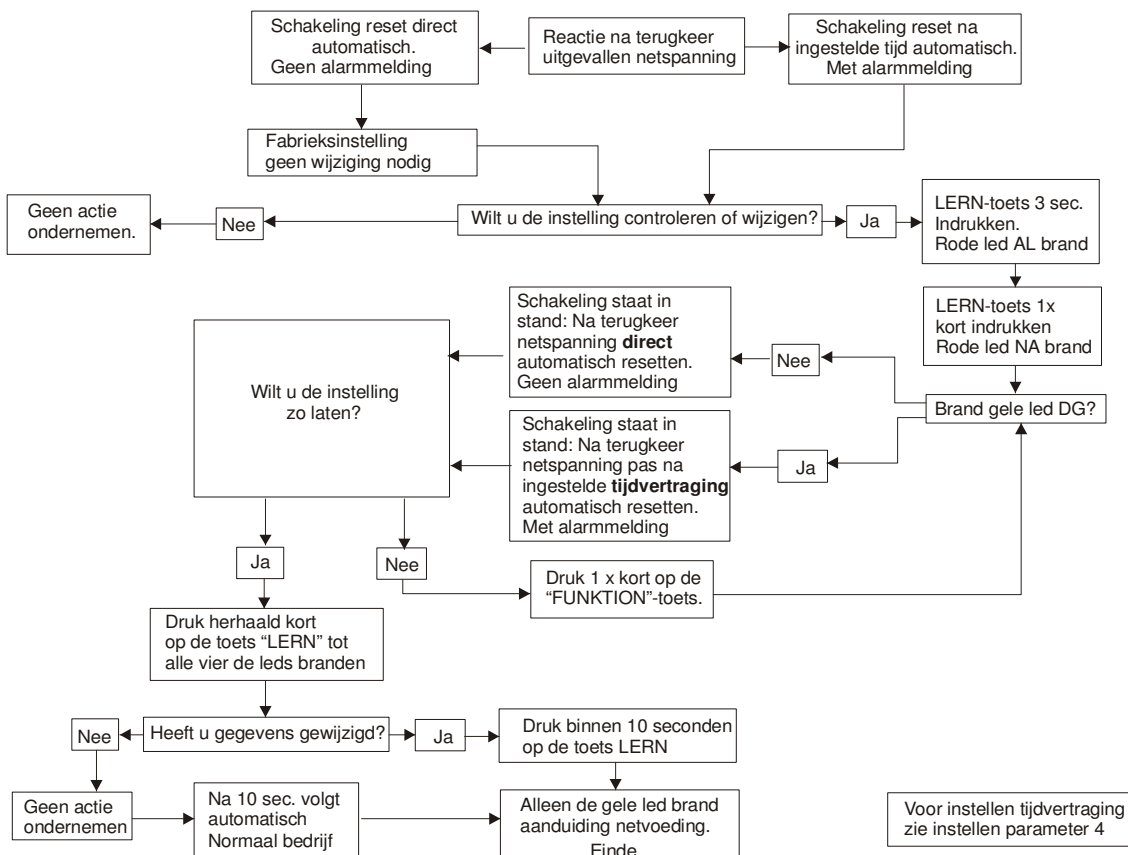 Schakeling reset direct
automatisch.
Geen alarmmelding
Reactie na terugkeer
uitgevallen netspanning
Schakeling reset na
ingestelde tijd automatisch.
Met alarmmelding
Fabrieksinstelling
geen wijziging nodig
Geen actie
ondernemen.
Nee
Wilt u de instelling controleren of wijzigen?
Ja
LERN-toets 3 sec.
Indrukken.
Rode led AL brand
LERN-toets 1x
kort indrukken
Rode led NA brand
Brand gele led DG?
Nee
Schakeling staat in
stand: Na terugkeer
netspanning direct
automatisch resetten.
Geen alarmmelding
Ja
Schakeling staat in
stand: Na terugkeer
netspanning pas na
ingestelde tijdvertraging
automatisch resetten.
Met alarmmelding
Wilt u de instelling
zo laten?
Ja
Nee
Druk 1 x kort op de
“FUNKTION”-toets.
Druk herhaald kort
op de toets “LERN” tot
alle vier de leds branden
Nee
Heeft u gegevens gewijzigd?
Ja
Druk binnen 10 seconden
op de toets LERN
Geen actie
ondernemen
Na 10 sec. volgt
automatisch
Normaal bedrijf
Alleen de gele led brand
aanduiding netvoeding.
Einde
Voor instellen tijdvertraging
zie instellen parameter 4